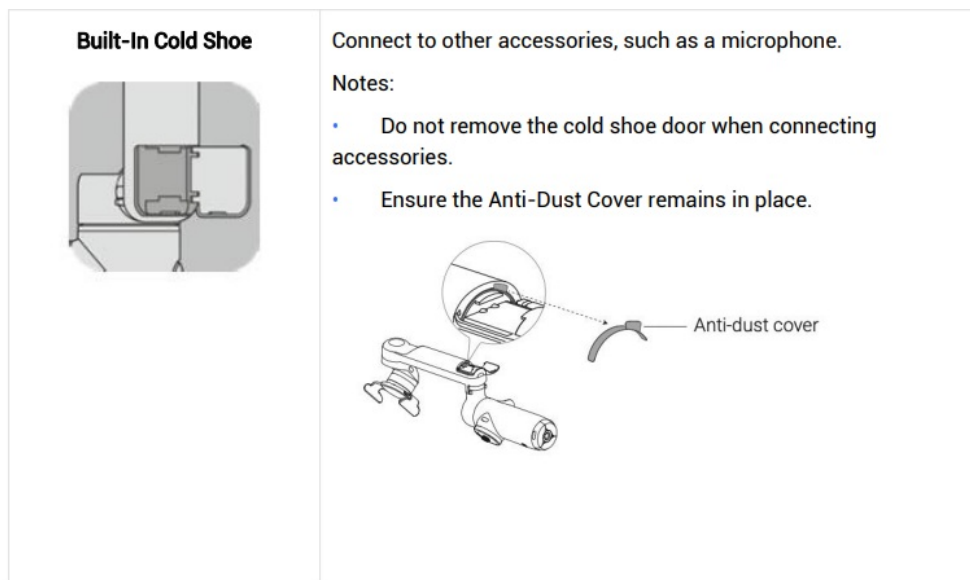 Built-In Cold Shoe
Connect to other accessories, such as a microphone.
Notes:
• Do not remove the cold shoe door when connecting
accessories.
• Ensure the Anti-Dust Cover remains in place.
Anti-dust cover